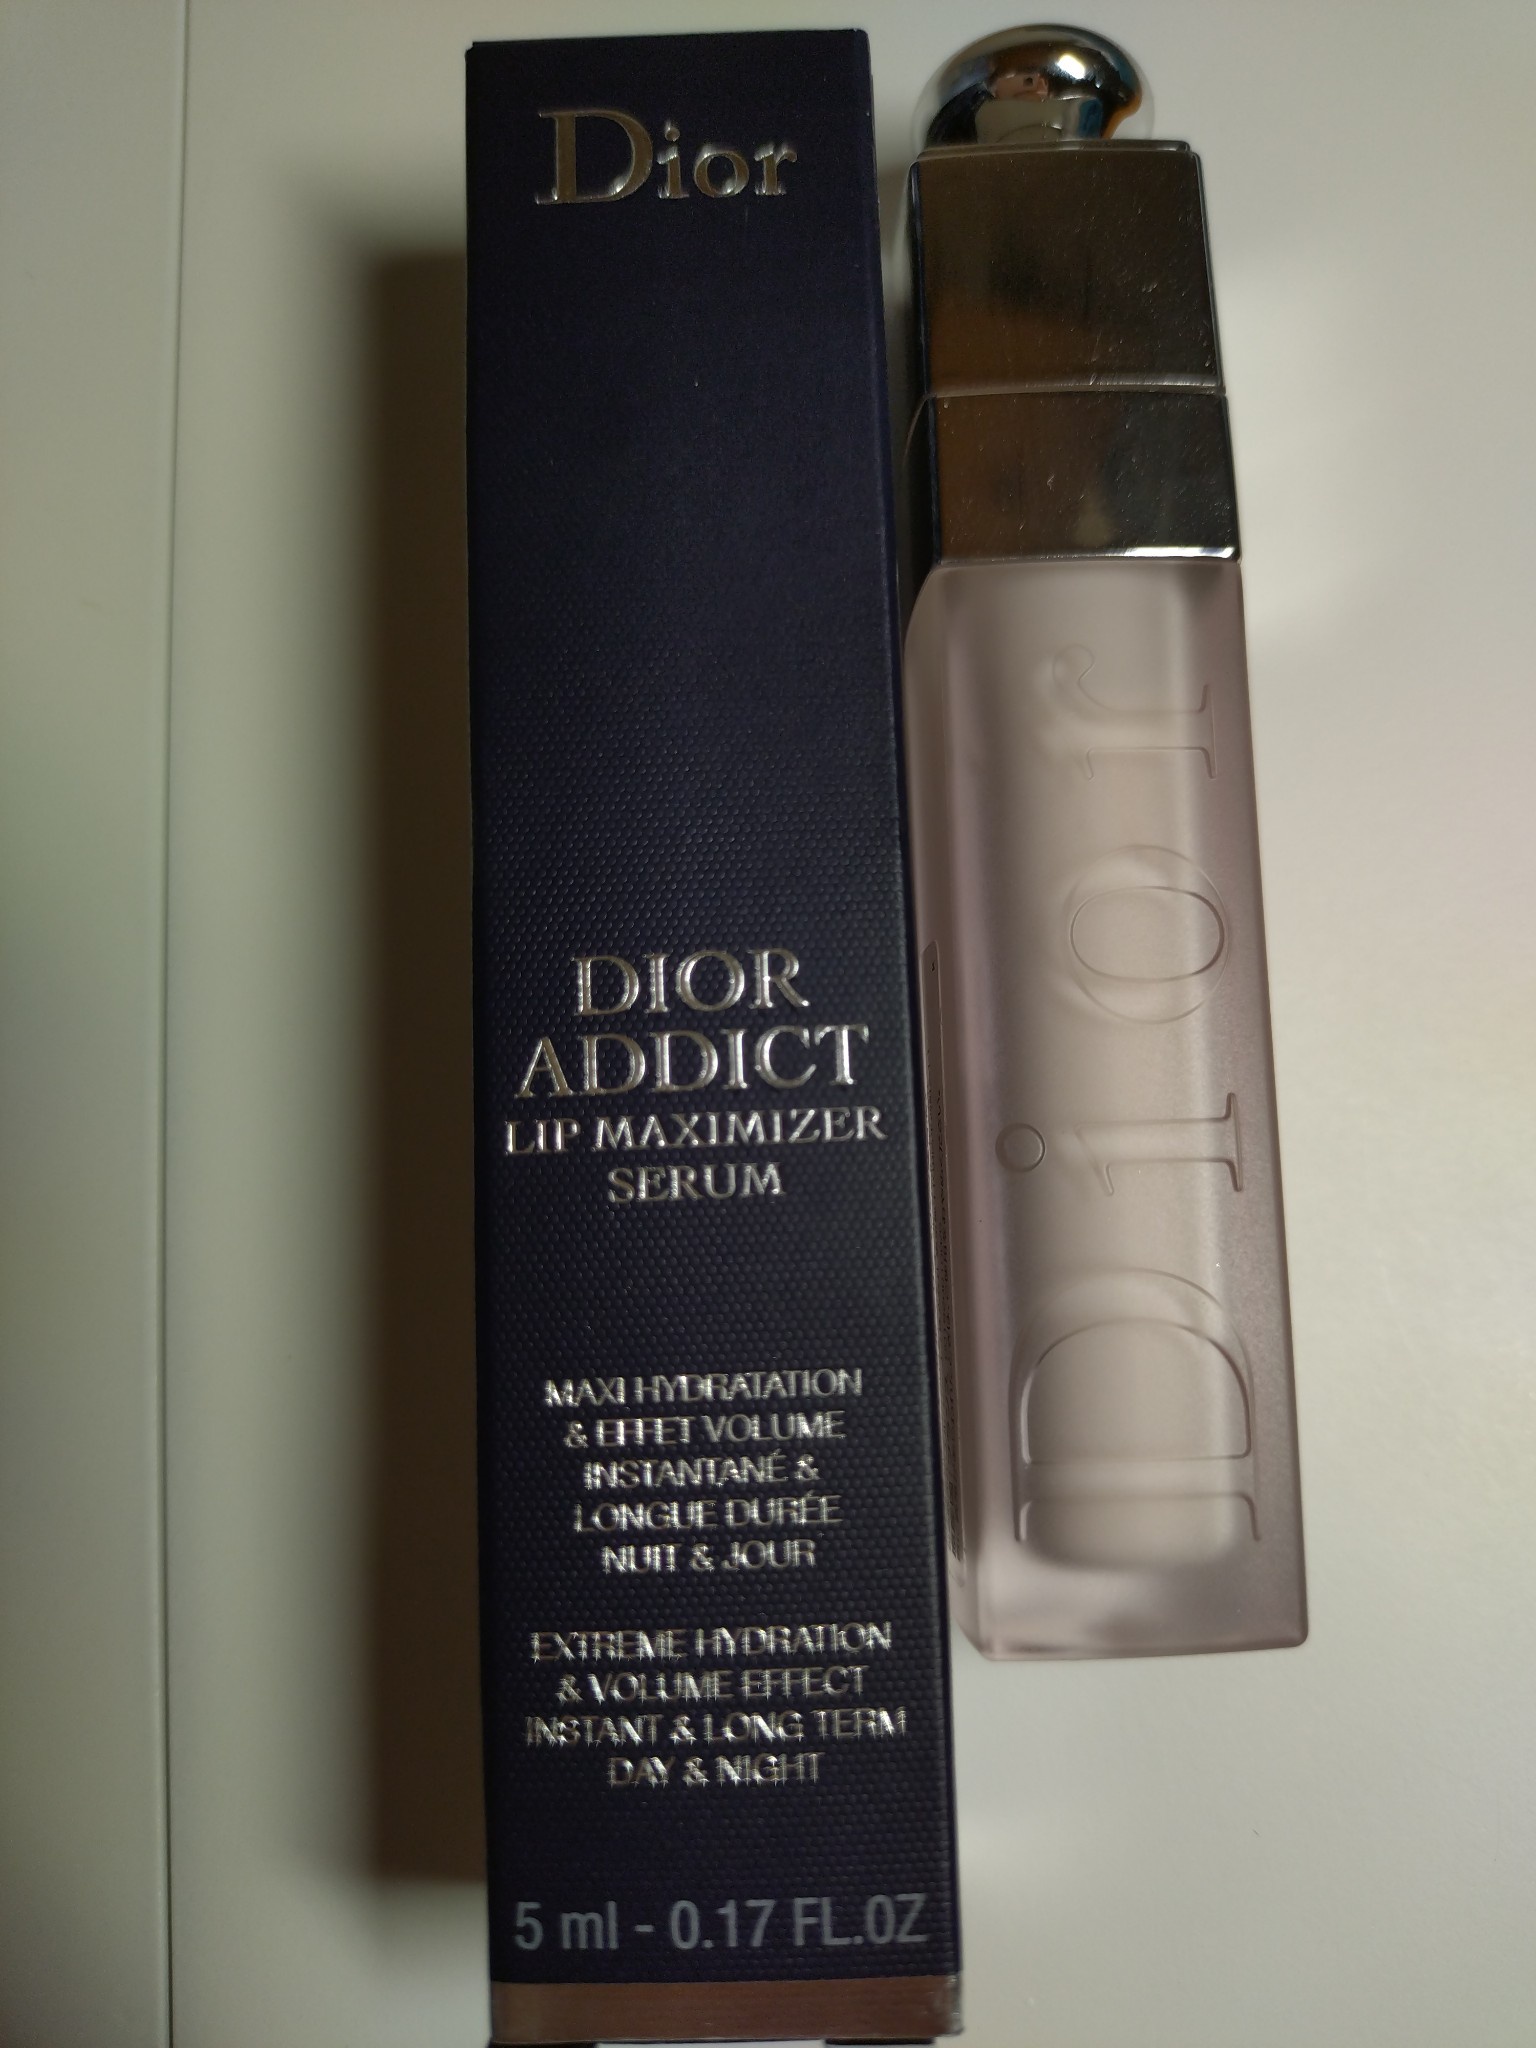 Dior
DIOR
ADDICT
LIP MAXIMIZER
SERUM
MAXI HYDRATATION
& EFFET VOLUME
INSTANTANÉ &
LONGUE DURÉE
NUIT & JOUR
EXTREME HYDRATION
& VOLUME EFFECT
INSTANT & LONG TERM
DAY & NIGHT
5 ml - 0.17 FL.OZ
Dior